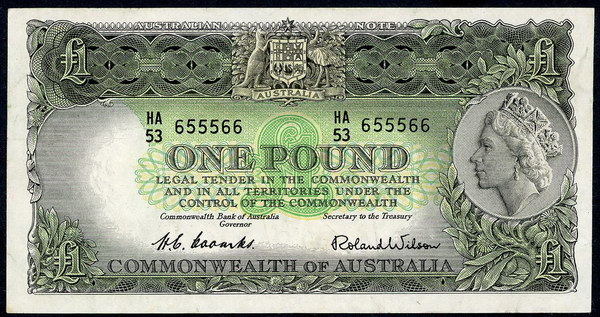 AUSTRALIAN NOTE
£1 £1
AUSTRALIA
HA 53 655566 HA 53 655566
ONE POUND
LEGAL TENDER IN THE COMMONWEALTH
AND IN ALL TERRITORIES UNDER THE
CONTROL OF THE COMMONWEALTH
Commonwealth Bank of Australia Secretary to the Treasury
Governor
H.C. Coombs. Roland Wilson
£1 £1
COMMONWEALTH OF AUSTRALIA